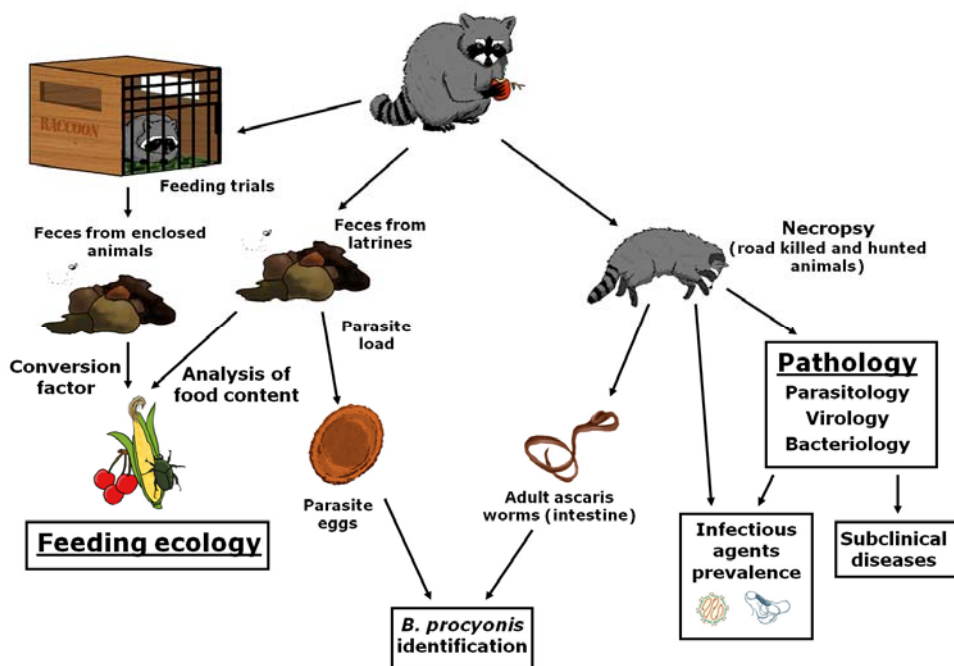 RACCOON
Feeding trials
Feces from enclosed
animals
Feces from
latrines
Necropsy
(road killed and hunted
animals)
Conversion
factor
Analysis of
food content
Parasite
load
Pathology
Parasitology
Virology
Bacteriology
Parasite
eggs
Adult ascaris
worms (intestine)
Feeding ecology
Infectious
agents
prevalence
Subclinical
diseases
B. procyonis
identification